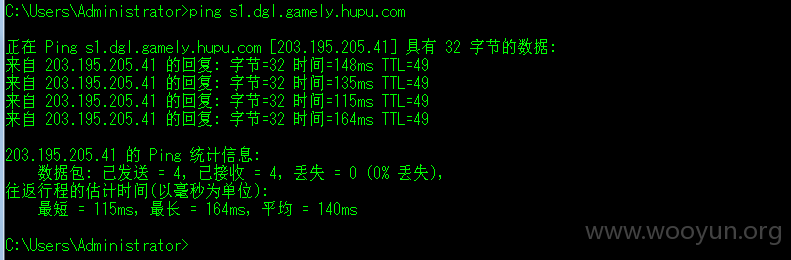 C:\Users\Administrator>ping s1.dgl.gamely.hupu.com
正在 Ping s1.dgl.gamely.hupu.com [203.195.205.41] 具有 32 字节的数据:
来自 203.195.205.41 的回复: 字节=32 时间=148ms TTL=49
来自 203.195.205.41 的回复: 字节=32 时间=135ms TTL=49
来自 203.195.205.41 的回复: 字节=32 时间=115ms TTL=49
来自 203.195.205.41 的回复: 字节=32 时间=164ms TTL=49
203.195.205.41 的 Ping 统计信息:
数据包: 已发送 = 4, 已接收 = 4, 丢失 = 0 (0% 丢失),
往返行程的估计时间(以毫秒为单位):
最短 = 115ms, 最长 = 164ms, 平均 = 140ms
C:\Users\Administrator>
www.wooyun.org